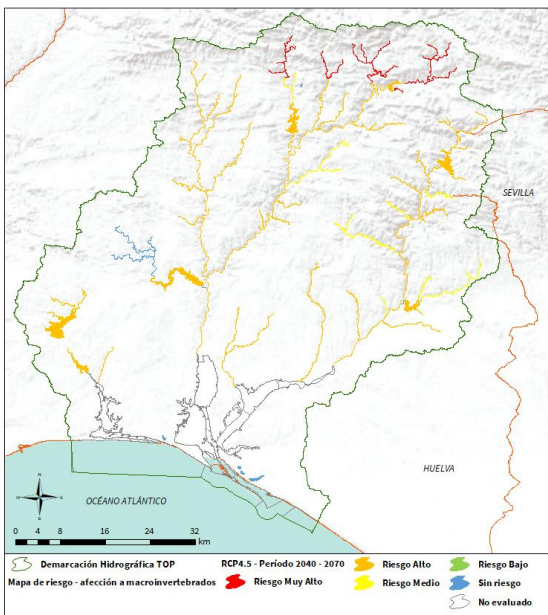 SEVILLA
HUELVA
OCÉANO ATLÁNTICO
N
O E
S
0 4 8 16 24 32
km
Demarcación Hidrográfica TOP
RCP4.5 - Período 2040 - 2070
Riesgo Alto
Riesgo Bajo
Mapa de riesgo - afección a macroinvertebrados
Riesgo Muy Alto
Riesgo Medio
Sin riesgo
No evaluado